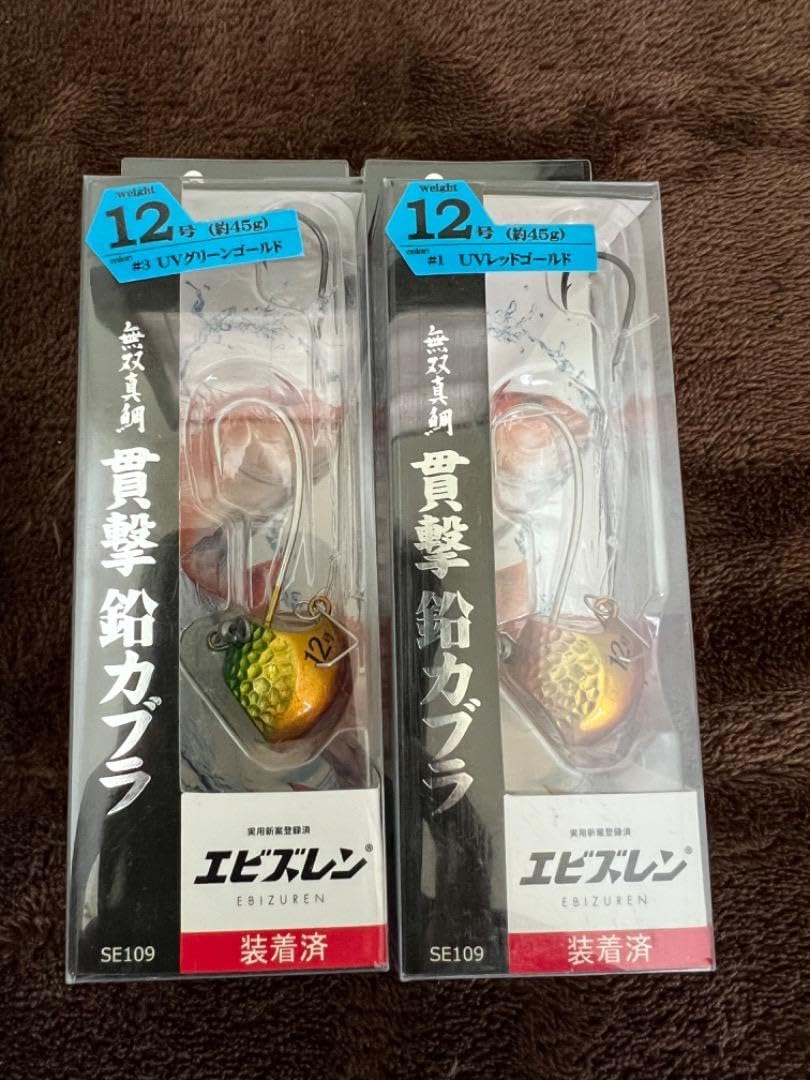 weight
12号 (約45g)
color: #3 UVグリーンゴールド
無双真鯛
貫撃 鉛カブラ
12号
実用新案登録済
エビズレン®
EBIZUREN
装着済
SE109
weight
12号 (約45g)
color: #1 UVレッドゴールド
無双真鯛
貫撃 鉛カブラ
12号
実用新案登録済
エビズレン®
EBIZUREN
装着済
SE109